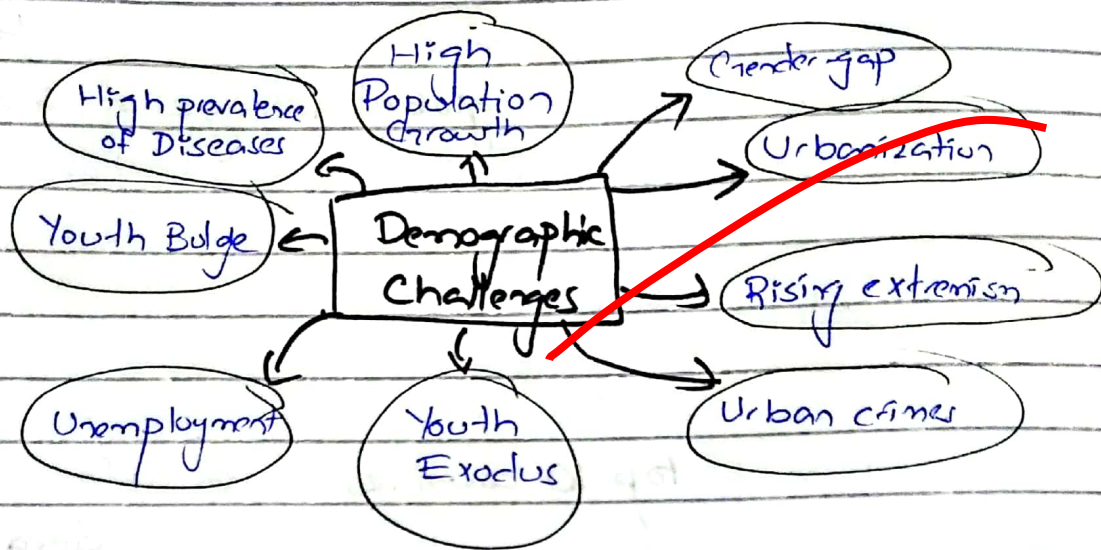 High
Population
Growth
Gender-gap
High prevalence
of Diseases
Urbanization
Youth Bulge
Demographic
Challenges
Rising extremism
Unemployment
Youth
Exodus
Urban crimes